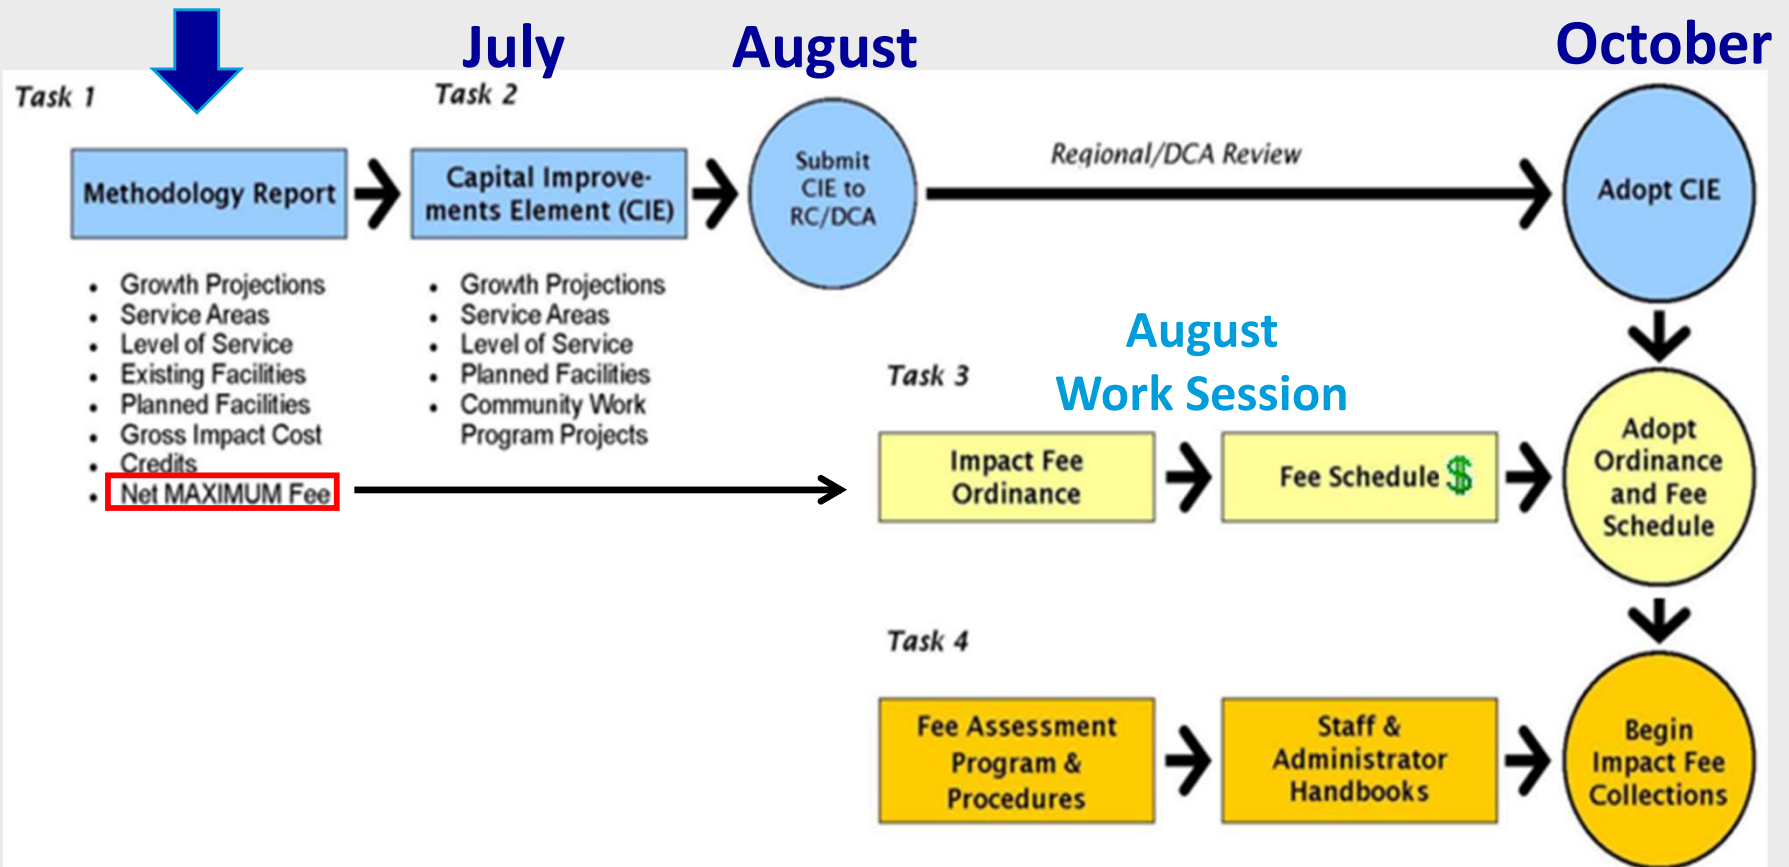 July
August
October
Task 1
Task 2
Methodology Report
Capital Improve-
ments Element (CIE)
Submit
CIE to
RC/DCA
Regional/DCA Review
Adopt CIE
• Growth Projections
• Service Areas
• Level of Service
• Existing Facilities
• Planned Facilities
• Gross Impact Cost
• Credits
• Net MAXIMUM Fee
• Growth Projections
• Service Areas
• Level of Service
• Planned Facilities
• Community Work
Program Projects
August
Work Session
Task 3
Impact Fee
Ordinance
Fee Schedule $
Adopt
Ordinance
and Fee
Schedule
Task 4
Fee Assessment
Program &
Procedures
Staff &
Administrator
Handbooks
Begin
Impact Fee
Collections